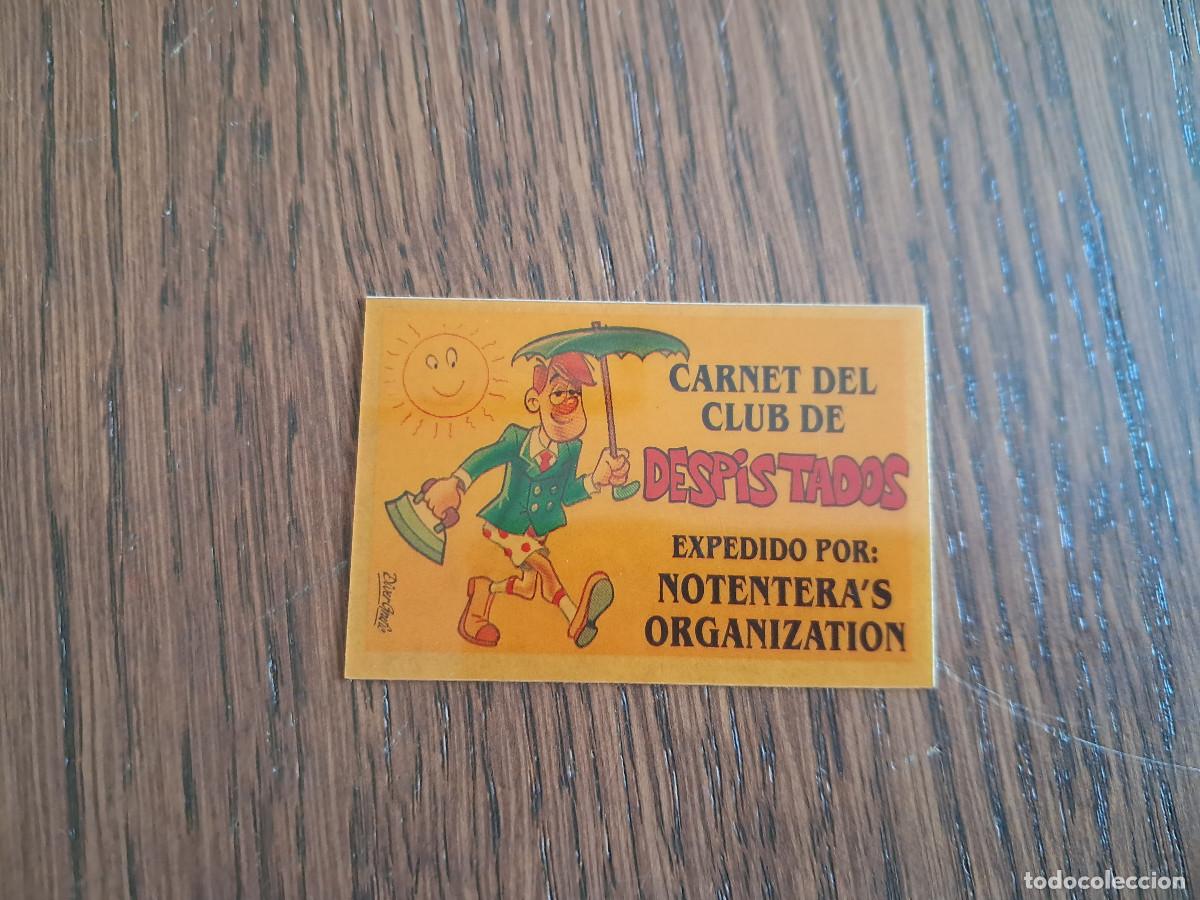 CARNET DEL
CLUB DE
DESPISTADOS
EXPEDIDO POR:
NOTENTERA'S
ORGANIZATION
todocoleccion